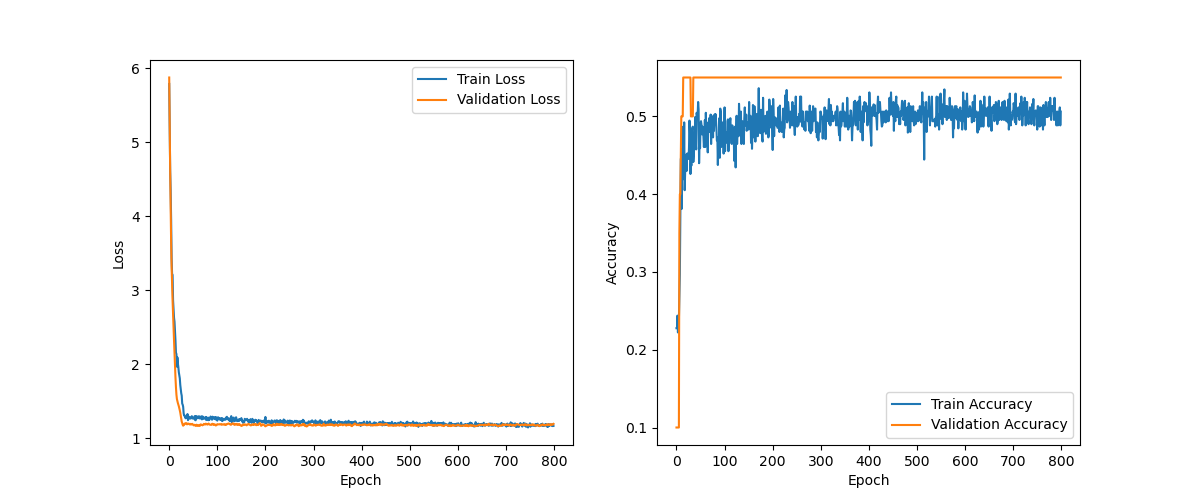 6
5
4
3
2
1
Loss
0 100 200 300 400 500 600 700 800
Epoch
Train Loss
Validation Loss
0.5
0.4
0.3
0.2
0.1
Accuracy
0 100 200 300 400 500 600 700 800
Epoch
Train Accuracy
Validation Accuracy